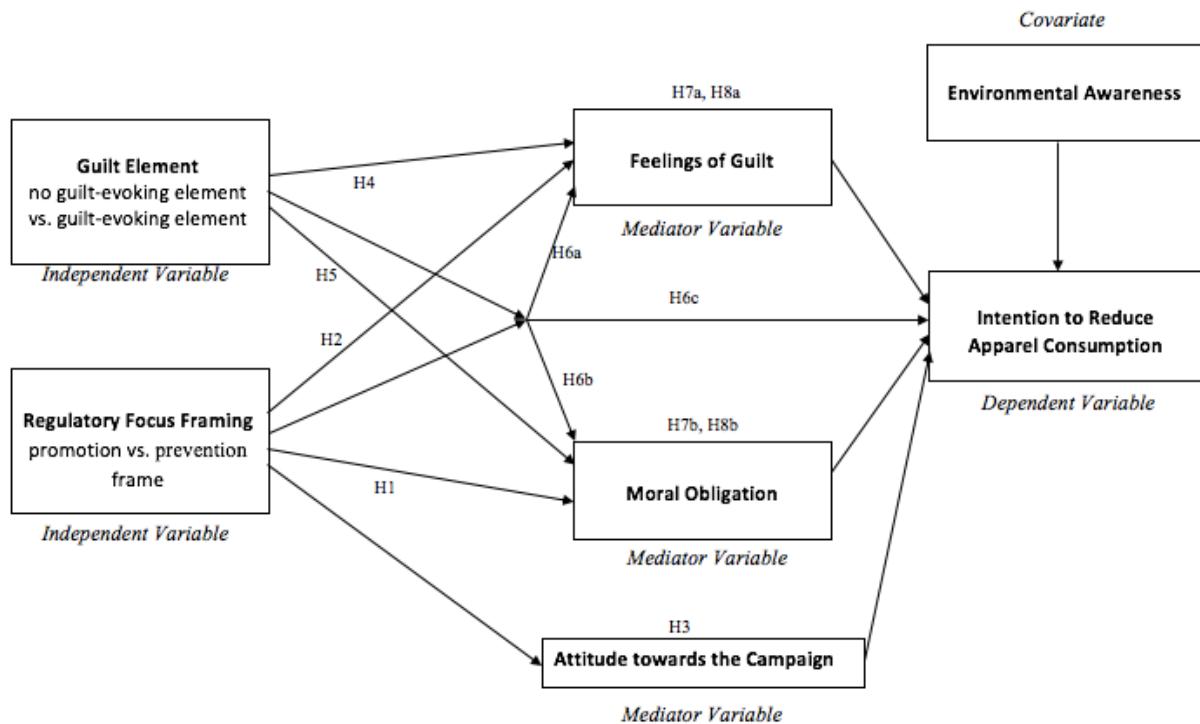 Covariate
Environmental Awareness
H7a, H8a
Guilt Element
no guilt-evoking element
vs. guilt-evoking element
Independent Variable
H4
Feelings of Guilt
Mediator Variable
H6a
H5
H6c
H2
Intention to Reduce
Apparel Consumption
Dependent Variable
H6b
Regulatory Focus Framing
promotion vs. prevention
frame
Independent Variable
H7b, H8b
H1
Moral Obligation
Mediator Variable
H3
Attitude towards the Campaign
Mediator Variable